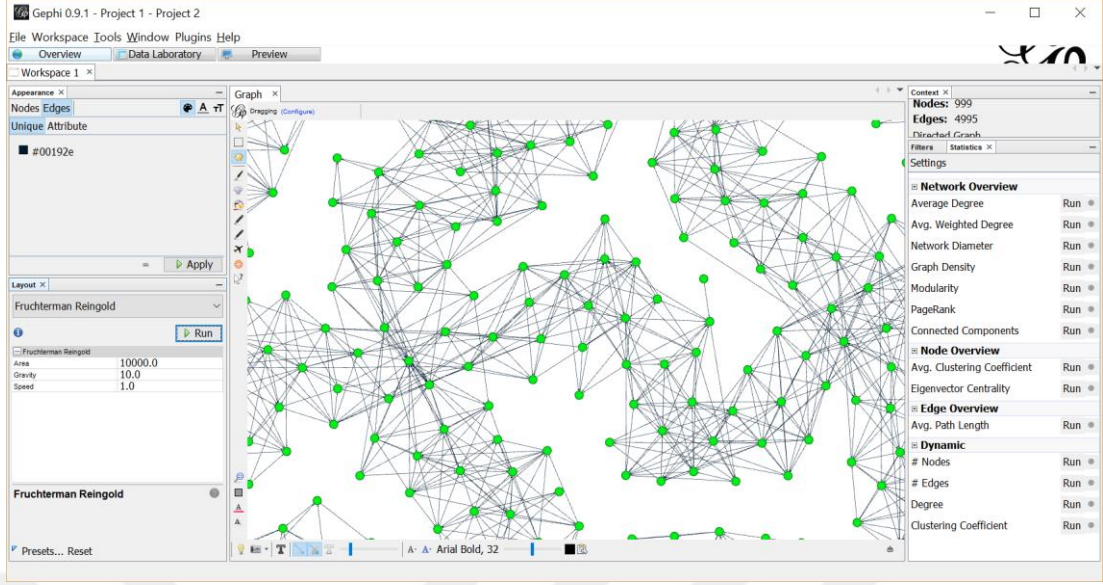 Gephi 0.9.1 - Project 1 - Project 2
File Workspace Tools Window Plugins Help
Overview Data Laboratory Preview
Workspace 1 ×
Appearance ×
Nodes Edges
Unique Attribute
#00192e
= Apply
Layout ×
Fruchterman Reingold
Run
Fruchterman Reingold
Area 10000.0
Gravity 10.0
Speed 1.0
Fruchterman Reingold
Presets... Reset
Graph ×
Dragging (Configure)
T A- A- Arial Bold, 32
Context ×
Nodes: 999
Edges: 4995
Directed Graph
Filters Statistics ×
Settings
Network Overview
Average Degree Run
Avg. Weighted Degree Run
Network Diameter Run
Graph Density Run
Modularity Run
PageRank Run
Connected Components Run
Node Overview
Avg. Clustering Coefficient Run
Eigenvector Centrality Run
Edge Overview
Avg. Path Length Run
Dynamic
# Nodes Run
# Edges Run
Degree Run
Clustering Coefficient Run